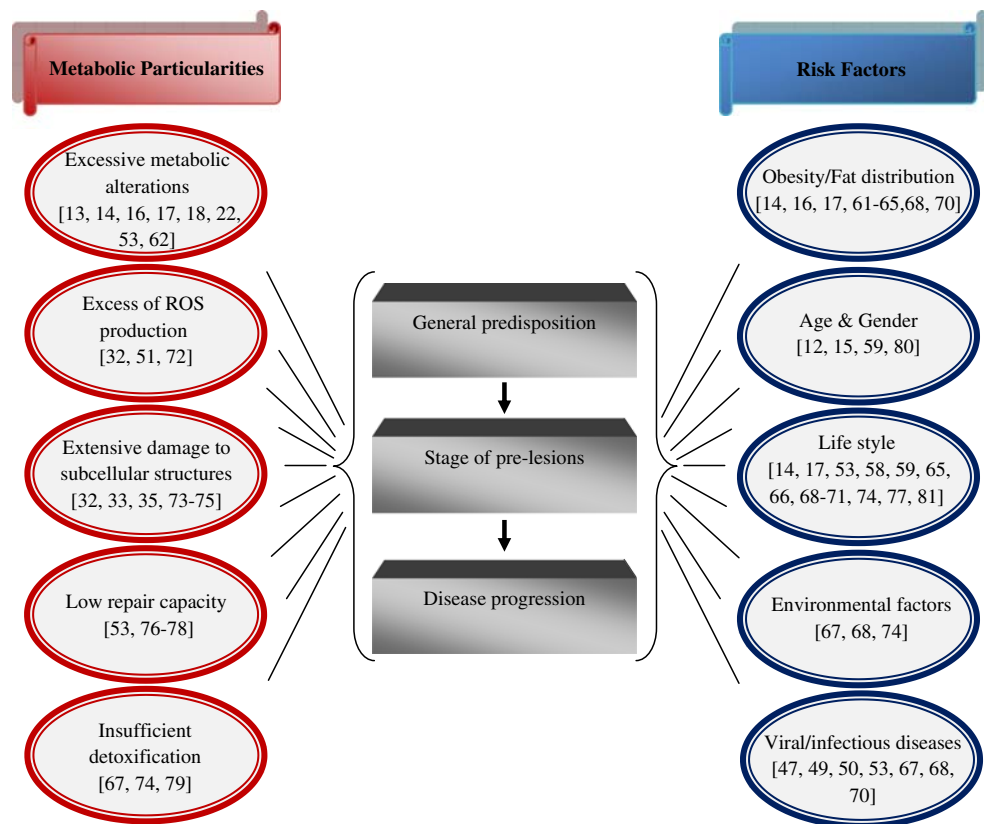 Metabolic Particularities
Excessive metabolic
alterations
[13, 14, 16, 17, 18, 22,
53, 62]
Excess of ROS
production
[32, 51, 72]
Extensive damage to
subcellular structures
[32, 33, 35, 73-75]
Low repair capacity
[53, 76-78]
Insufficient
detoxification
[67, 74, 79]
General predisposition
Stage of pre-lesions
Disease progression
Risk Factors
Obesity/Fat distribution
[14, 16, 17, 61-65,68, 70]
Age & Gender
[12, 15, 59, 80]
Life style
[14, 17, 53, 58, 59, 65,
66, 68-71, 74, 77, 81]
Environmental factors
[67, 68, 74]
Viral/infectious diseases
[47, 49, 50, 53, 67, 68,
70]